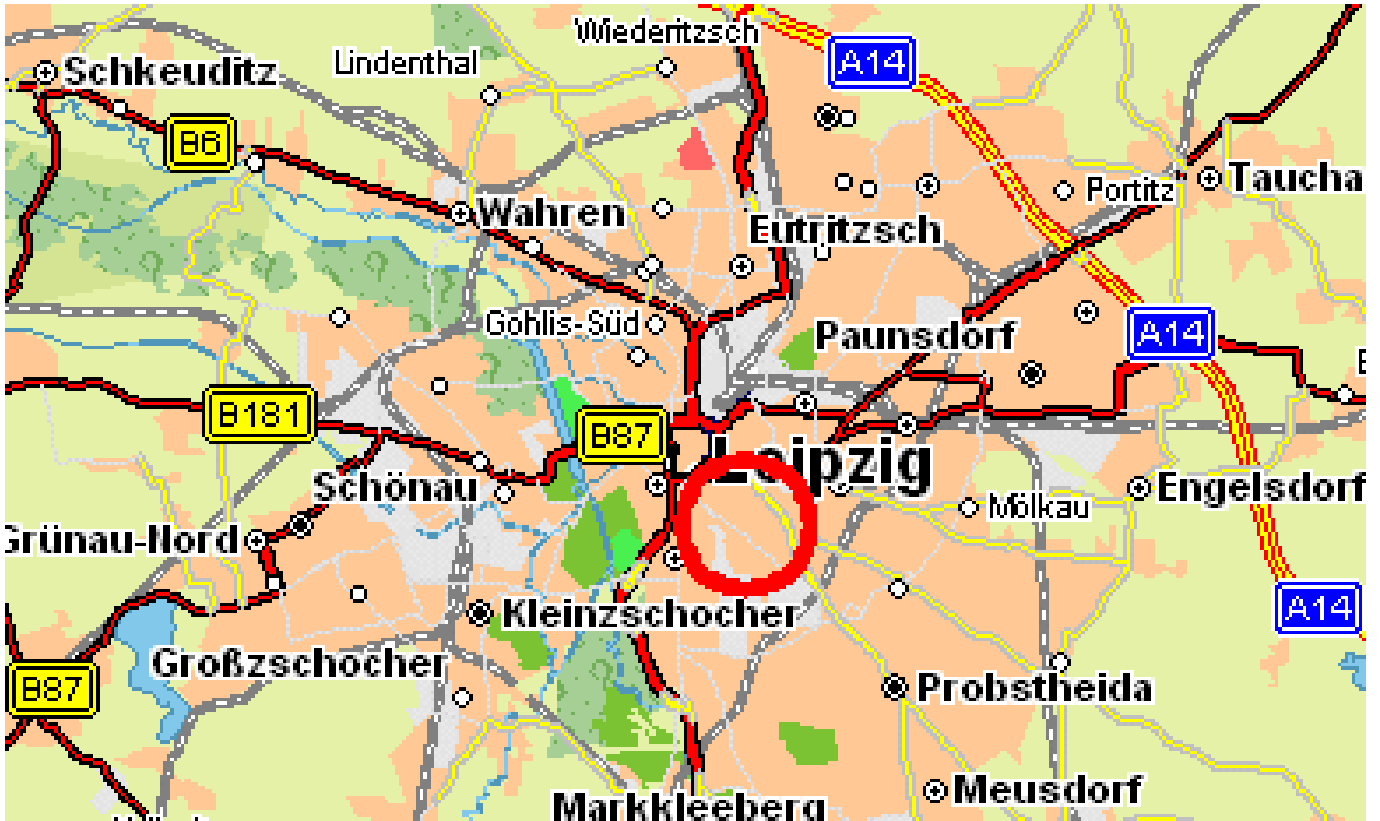 Wiederitzsch
Lindenthal
A14
Schkeuditz
B6
Taucha
Portitz
Wahren
Eutritzsch
Gohlis-Süd
Paunsdorf
A14
B181
B87
Leipzig
Schönau
Engelsdorf
Mölkau
Grünau-Nord
A14
Kleinzschocher
Großzschocher
B87
Probstheida
Meusdorf
Markkleeberg